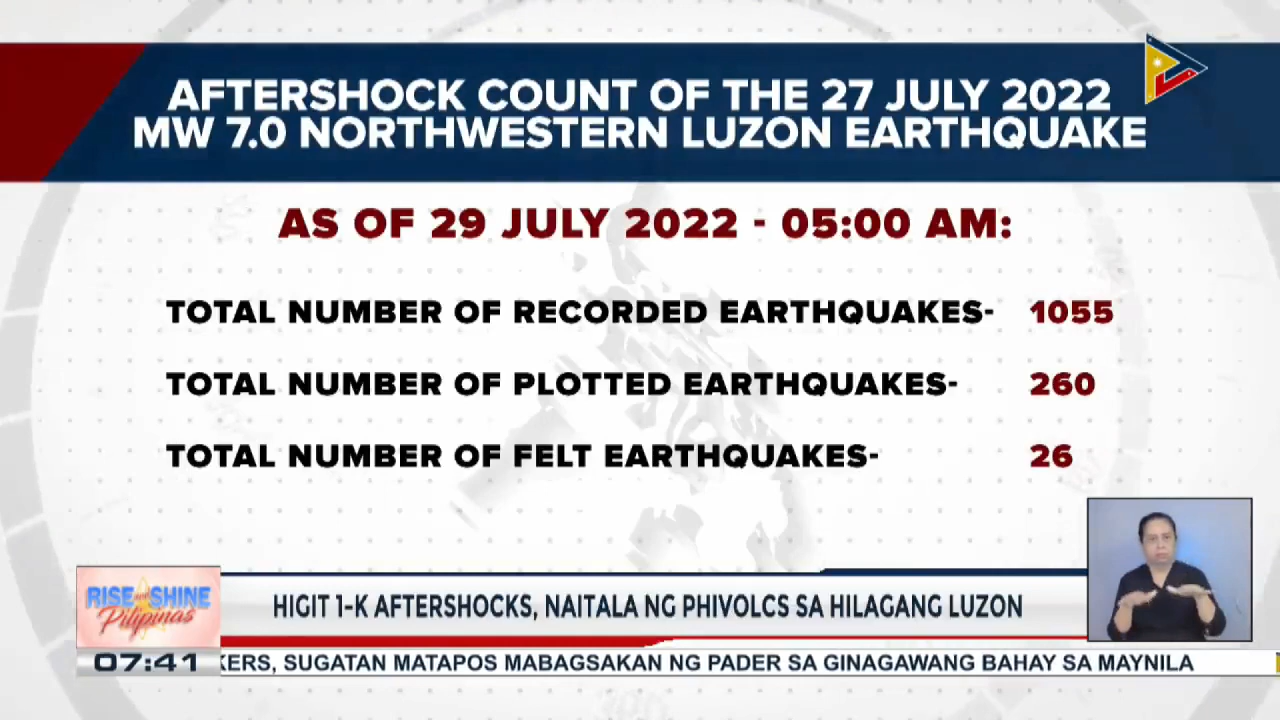 AFTERSHOCK COUNT OF THE 27 JULY 2022
MW 7.0 NORTHWESTERN LUZON EARTHQUAKE
AS OF 29 JULY 2022 - 05:00 AM:
TOTAL NUMBER OF RECORDED EARTHQUAKES- 1055
TOTAL NUMBER OF PLOTTED EARTHQUAKES- 260
TOTAL NUMBER OF FELT EARTHQUAKES- 26
RISE and SHINE
Pilipinas
HIGIT 1-K AFTERSHOCKS, NAITALA NG PHIVOLCS SA HILAGANG LUZON
07:41
KERS, SUGATAN MATAPOS MABAGSAKAN NG PADER SA GINAGAWANG BAHAY SA MAYNILA